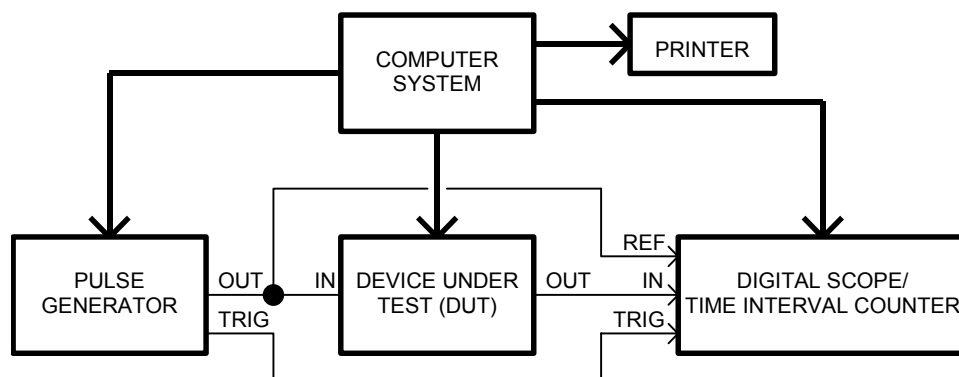 COMPUTER
SYSTEM
PRINTER
PULSE
GENERATOR
OUT
TRIG
IN
DEVICE UNDER
TEST (DUT)
OUT
REF
IN
TRIG
DIGITAL SCOPE/
TIME INTERVAL COUNTER